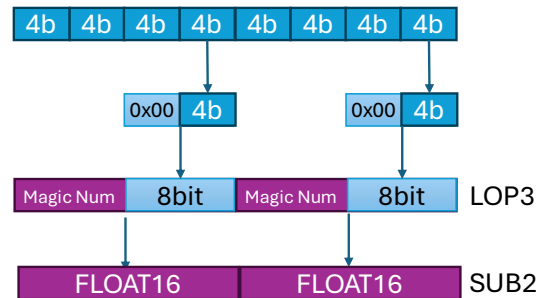 4b 4b 4b 4b 4b 4b 4b 4b
0x00 4b 0x00 4b
Magic Num 8bit Magic Num 8bit LOP3
FLOAT16 FLOAT16 SUB2